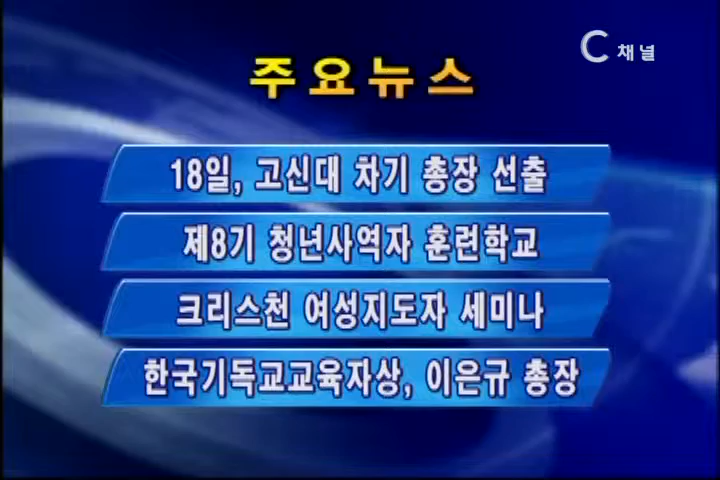 C 채널
주요뉴스
18일, 고신대 차기 총장 선출
제8기 청년사역자 훈련학교
크리스천 여성지도자 세미나
한국기독교교육자상, 이은규 총장